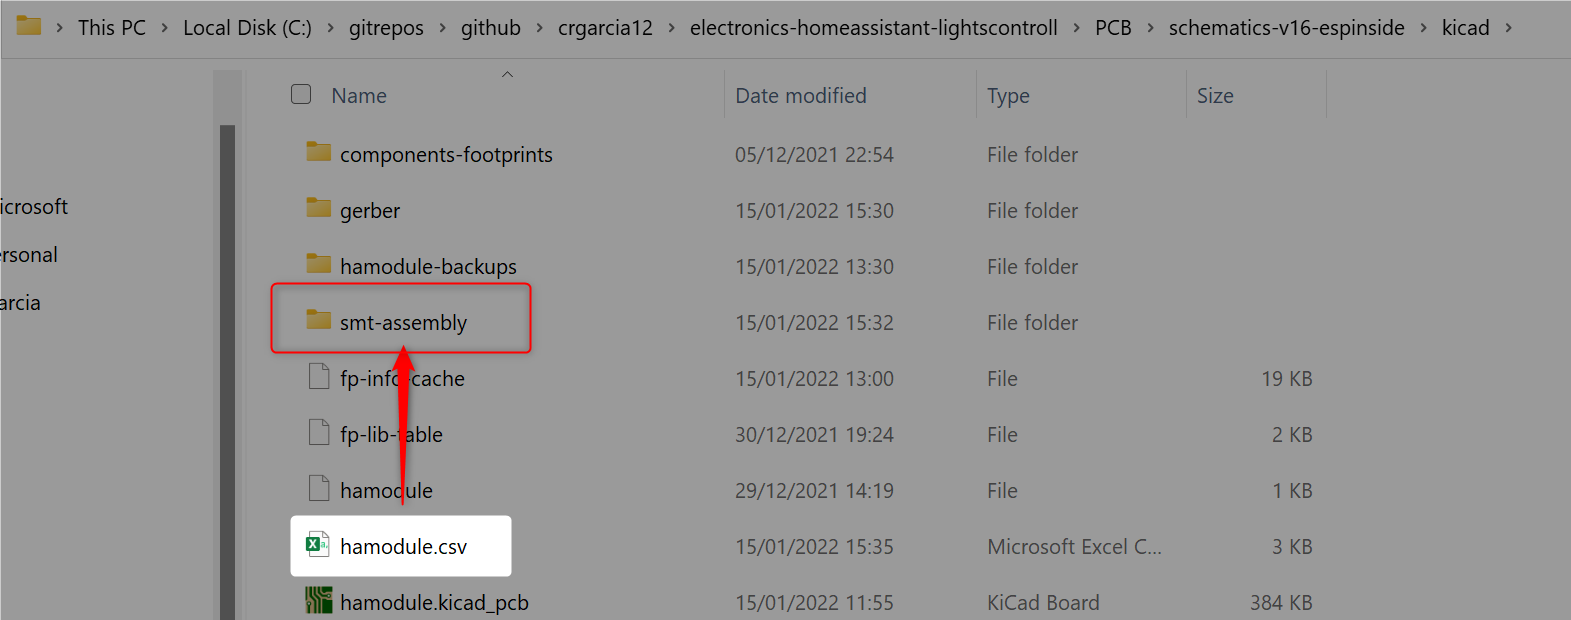 This PC > Local Disk (C:) > gitrepos > github > crgarcia12 > electronics-homeassistant-lightscontroll > PCB > schematics-v16-espinside > kicad >
Name Date modified Type Size
components-footprints 05/12/2021 22:54 File folder
icrosoft
gerber 15/01/2022 15:30 File folder
ersonal
hamodule-backups 15/01/2022 13:30 File folder
arcia
smt-assembly 15/01/2022 15:32 File folder
fp-info-cache 15/01/2022 13:00 File 19 KB
fp-lib-table 30/12/2021 19:24 File 2 KB
hamodule 29/12/2021 14:19 File 1 KB
hamodule.csv 15/01/2022 15:35 Microsoft Excel C... 3 KB
hamodule.kicad_pcb 15/01/2022 11:55 KiCad Board 384 KB